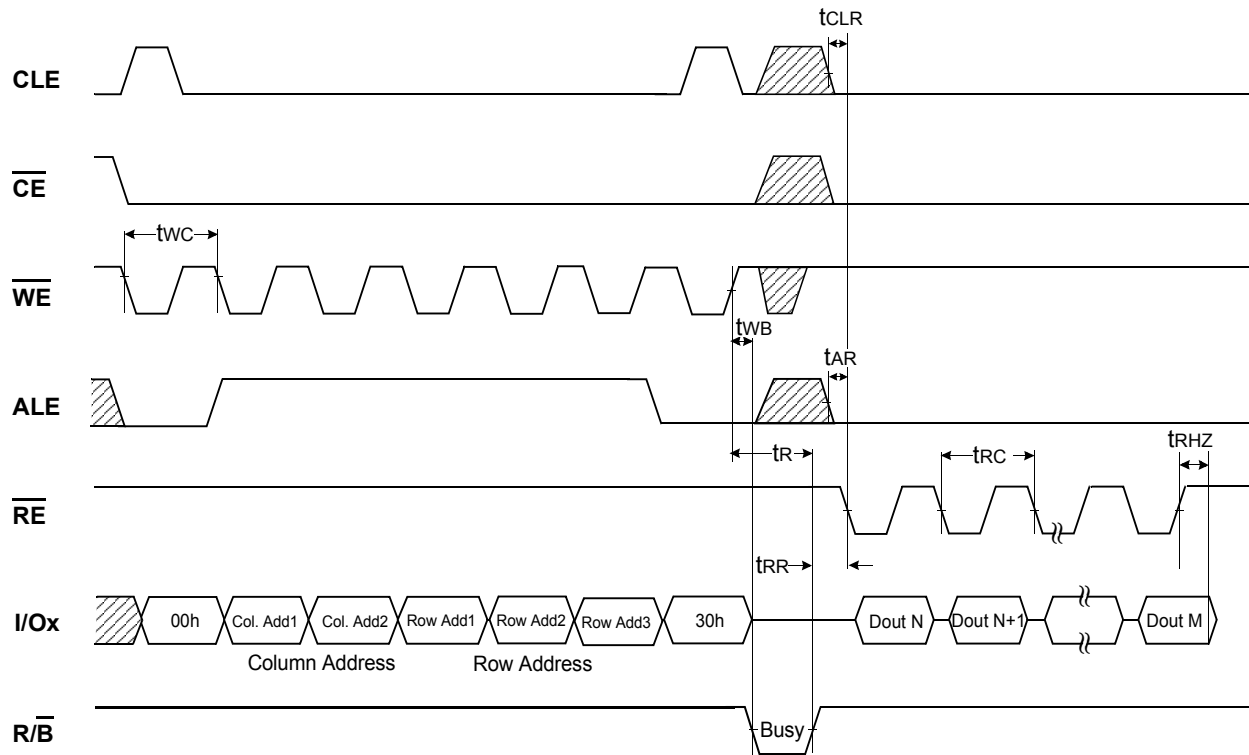 tCLR
CLE
CE
tWC
WE
tWB
tAR
ALE
tR
tRC
tRHZ
RE
tRR
I/Ox
00h
Col. Add1
Col. Add2
Row Add1
Row Add2
Row Add3
30h
Dout N
Dout N+1
Dout M
Column Address
Row Address
R/B
Busy